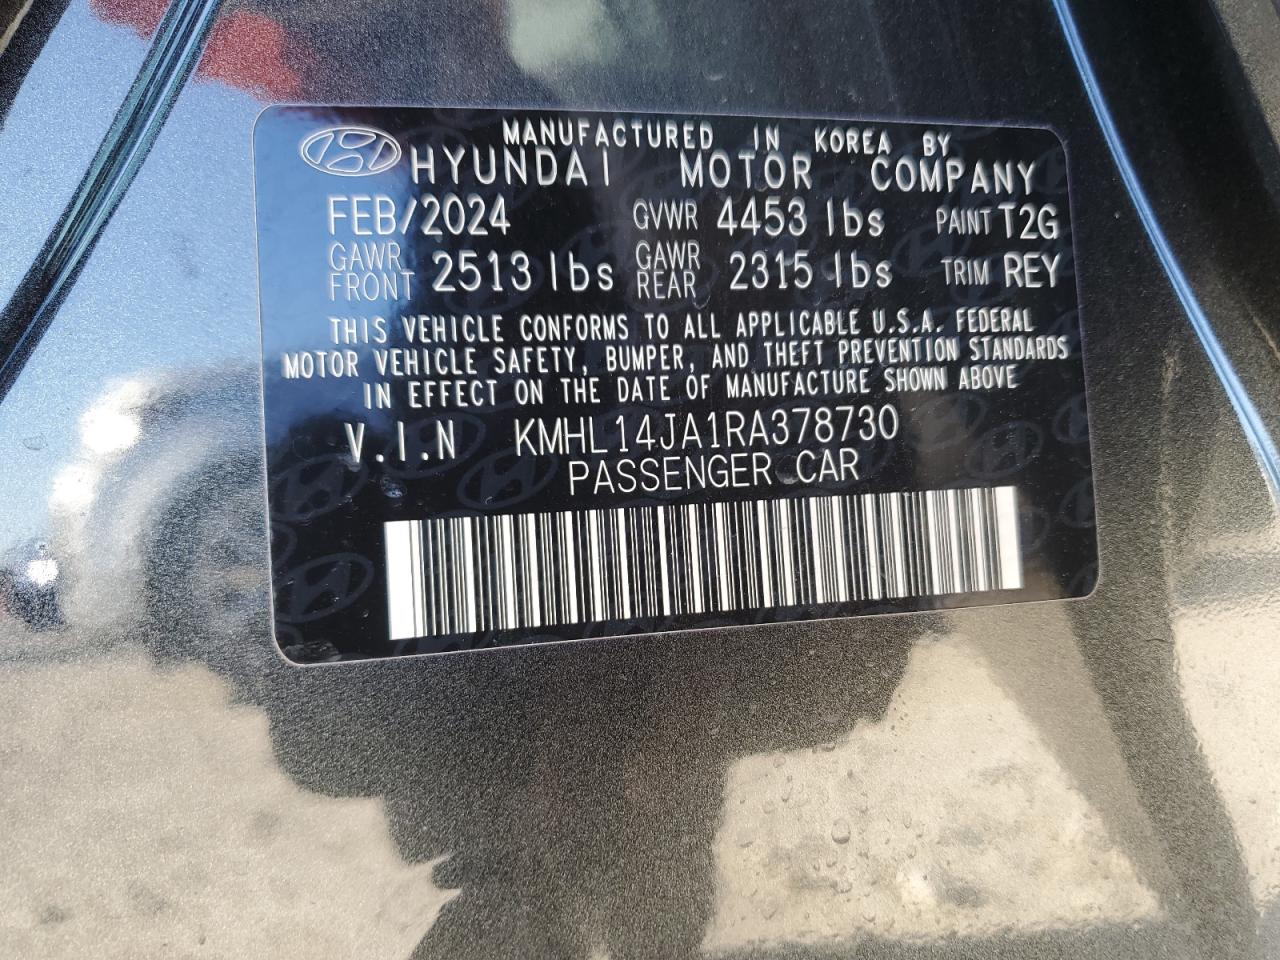 MANUFACTURED IN KOREA BY
HYUNDAI MOTOR COMPANY
FEB/2024 GVWR 4453 lbs PAINT T2G
GAWR FRONT 2513 lbs GAWR REAR 2315 lbs TRIM REY
THIS VEHICLE CONFORMS TO ALL APPLICABLE U.S.A. FEDERAL
MOTOR VEHICLE SAFETY, BUMPER, AND THEFT PREVENTION STANDARDS
IN EFFECT ON THE DATE OF MANUFACTURE SHOWN ABOVE
V.I.N KMHL14JA1RA378730
PASSENGER CAR